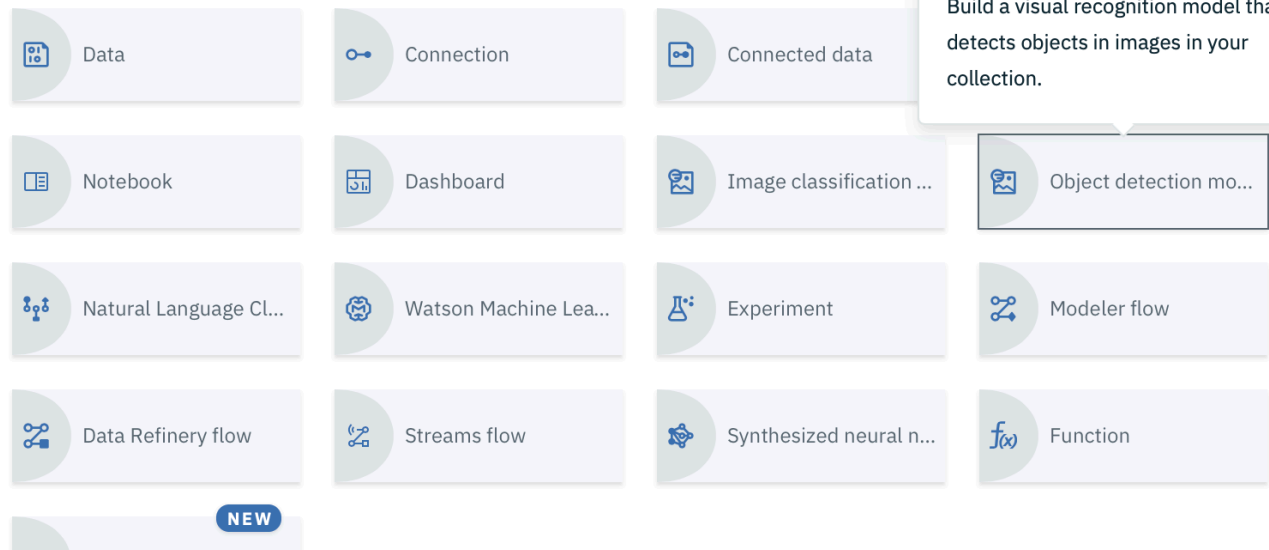 Build a visual recognition model tha
detects objects in images in your
collection.
Data
Connection
Connected data
Notebook
Dashboard
Image classification ...
Object detection mo...
Natural Language Cl...
Watson Machine Lea...
Experiment
Modeler flow
Data Refinery flow
Streams flow
Synthesized neural n...
Function
NEW